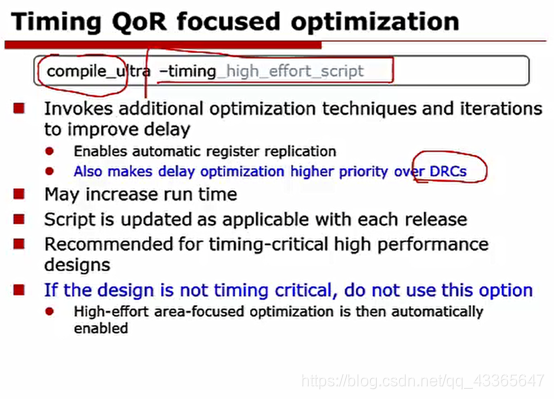 Timing QoR focused optimization
compile_ultra –timing_high_effort_script
Invokes additional optimization techniques and iterations
to improve delay
Enables automatic register replication
Also makes delay optimization higher priority over DRCs
May increase run time
Script is updated as applicable with each release
Recommended for timing-critical high performance
designs
If the design is not timing critical, do not use this option
High-effort area-focused optimization is then automatically
enabled
https://blog.csdn.net/qq_43365647